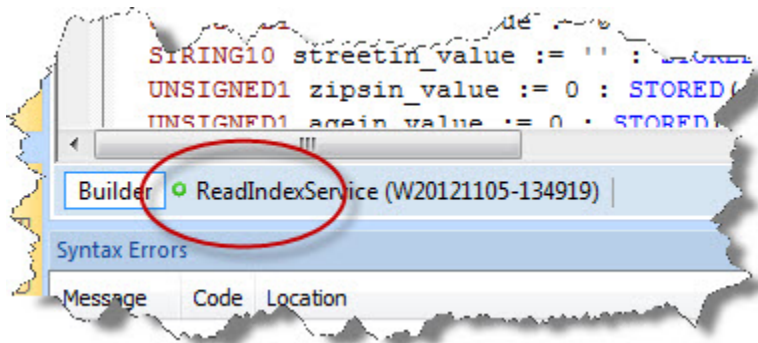 STRING10 streetin_value := '' :
UNSIGNED1 zipsin_value := 0 : STORED(
UNSIGNED1 agein_value := 0 : STORED(
Builder ReadIndexService (W20121105-134919)
Syntax Errors
Message Code Location